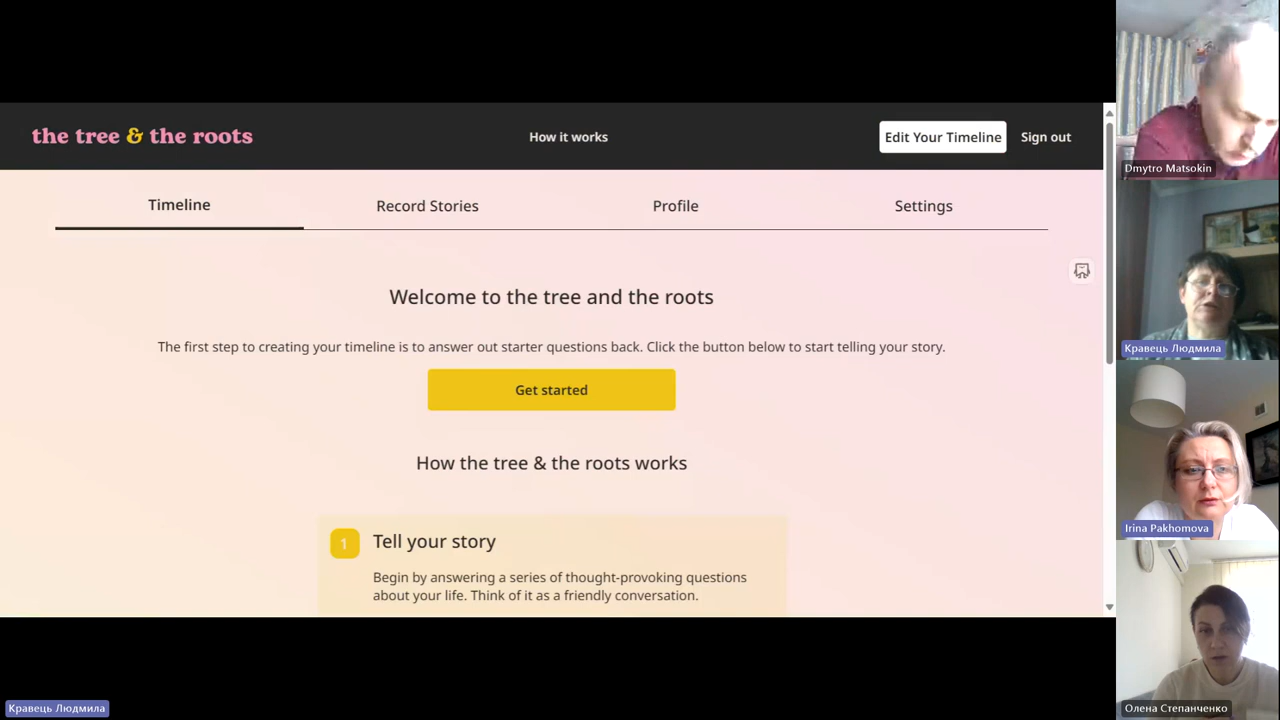 the tree & the roots
How it works
Edit Your Timeline
Sign out
Timeline
Record Stories
Profile
Settings
Welcome to the tree and the roots
The first step to creating your timeline is to answer out starter questions back. Click the button below to start telling your story.
Get started
How the tree & the roots works
1
Tell your story
Begin by answering a series of thought-provoking questions
about your life. Think of it as a friendly conversation.
Dmytro Matsokin
Кравець Людмила
Irina Pakhomova
Олена Степанченко
Кравець Людмила